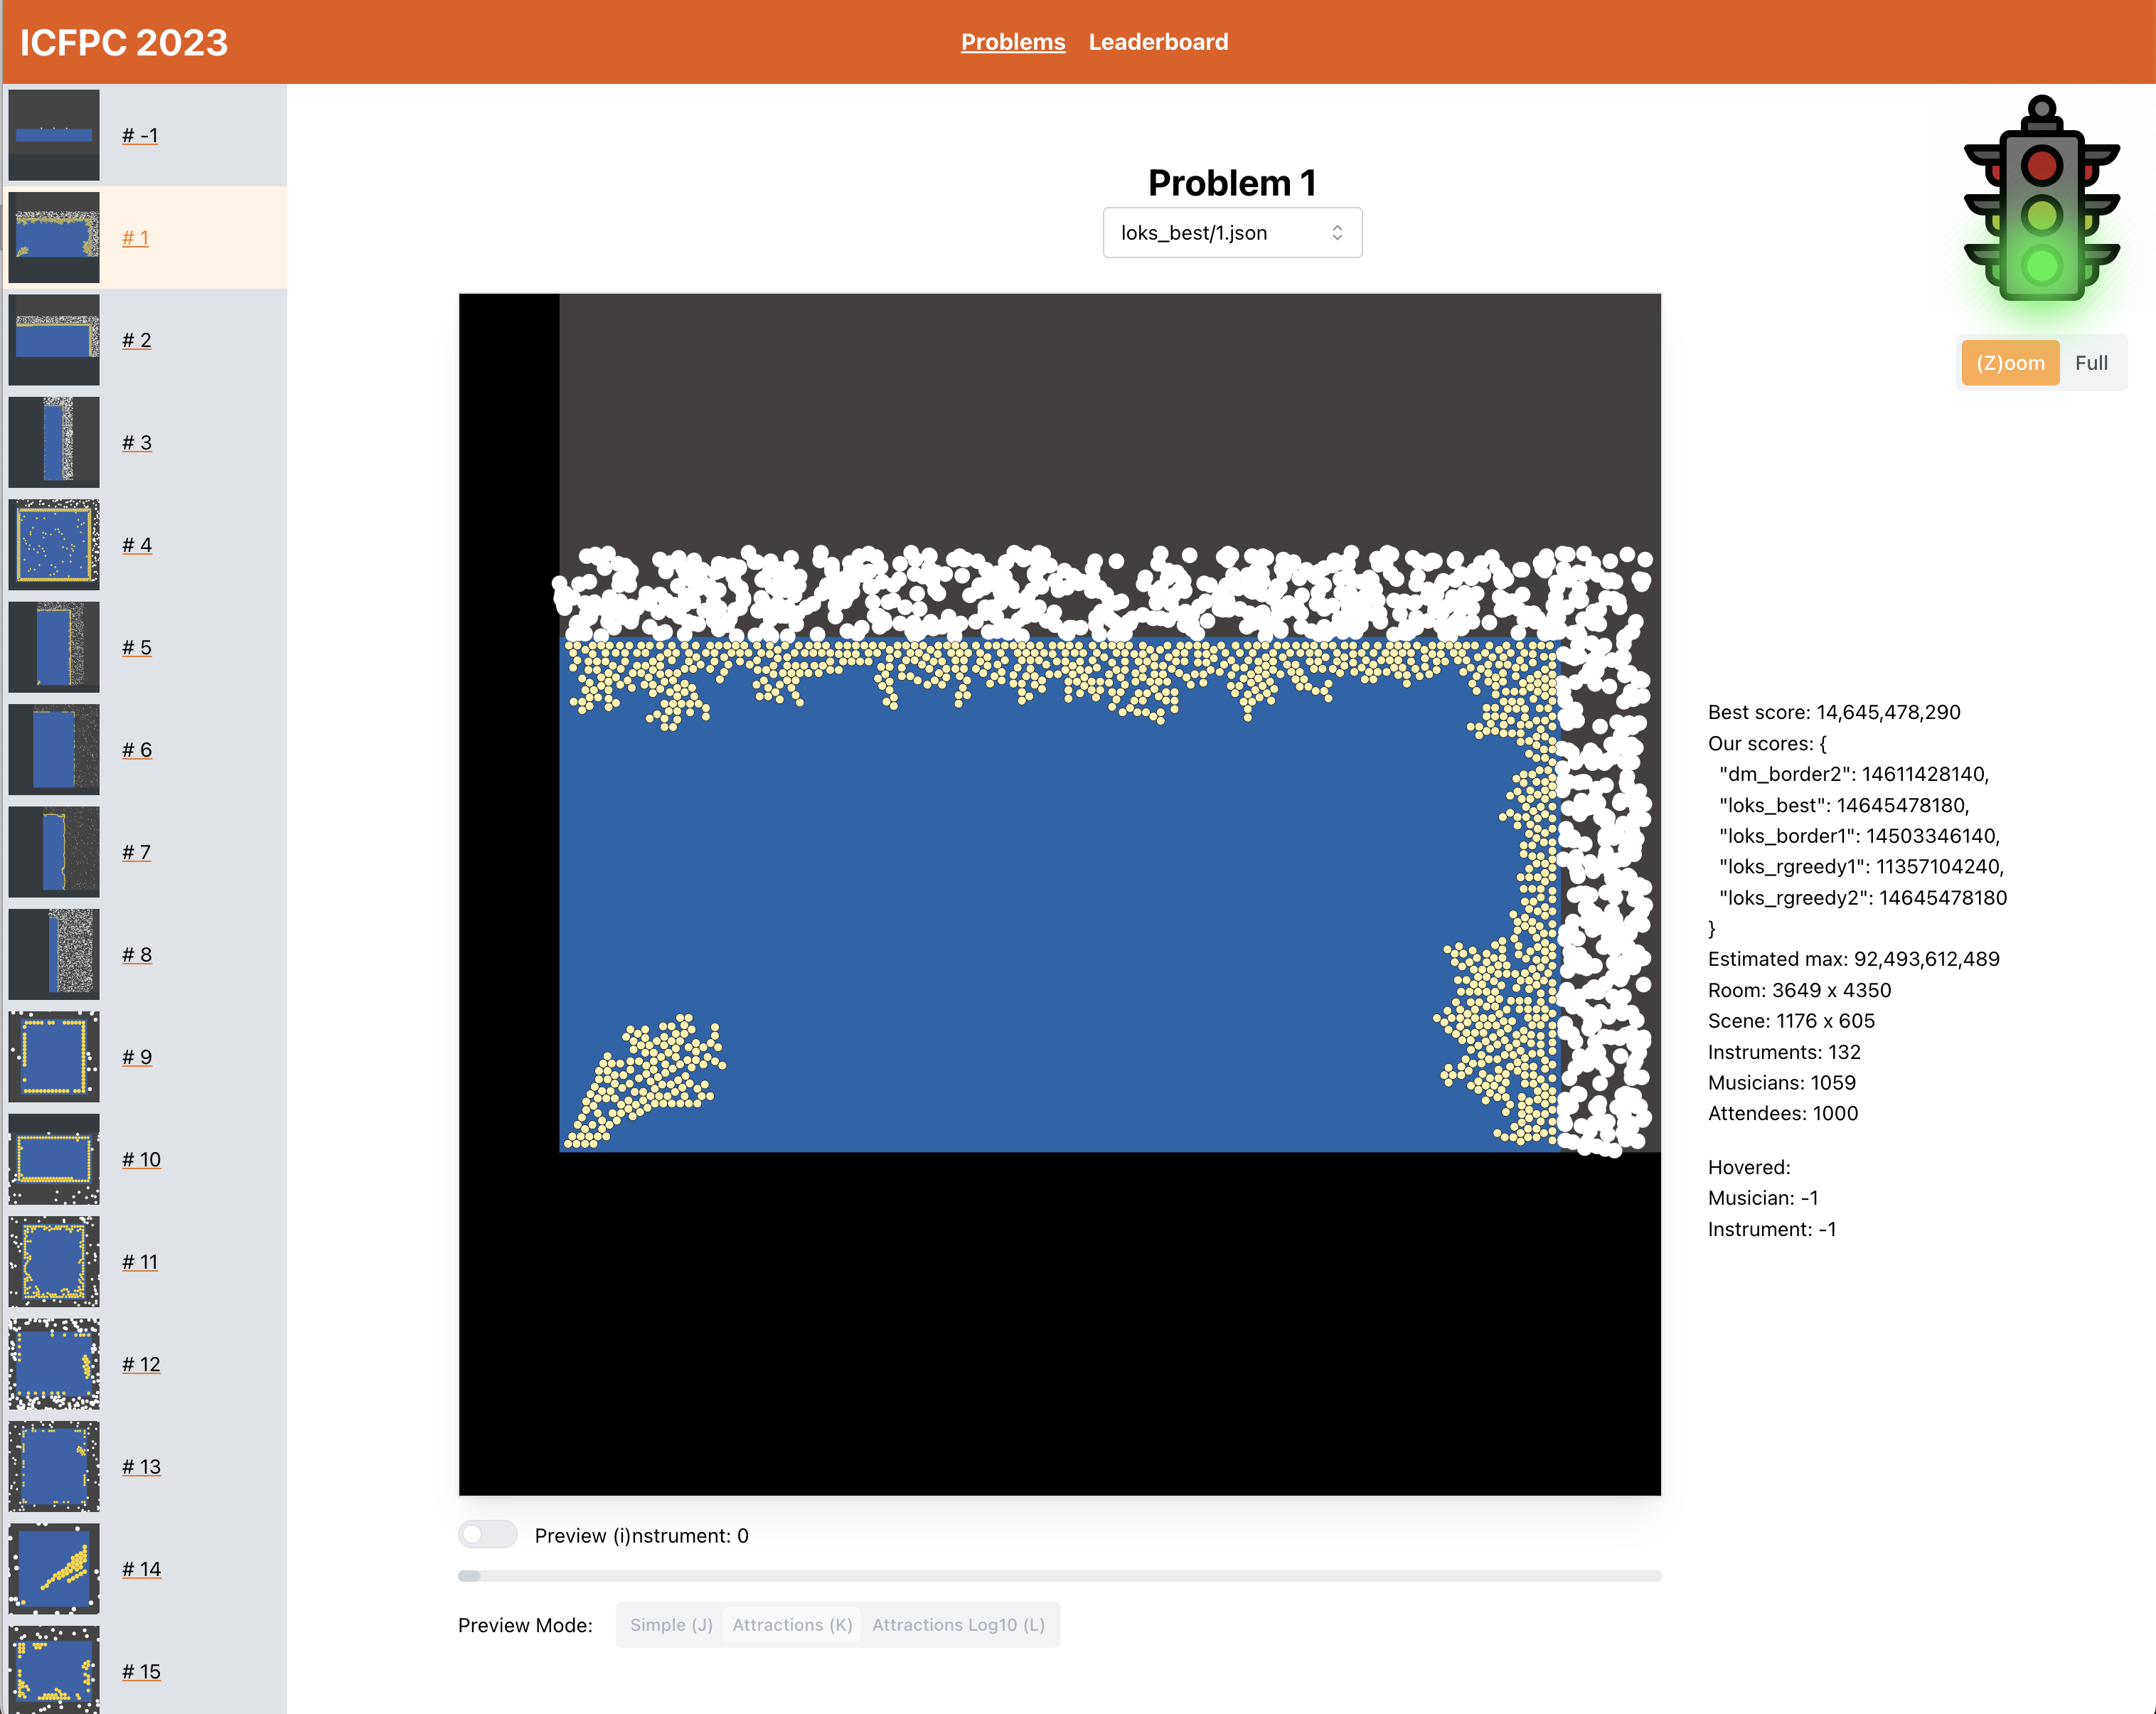 ICFPC 2023
Problems Leaderboard
# -1
# 1
# 2
# 3
# 4
# 5
# 6
# 7
# 8
# 9
# 10
# 11
# 12
# 13
# 14
# 15
Problem 1
loks_best/1.json
(Z)oom Full
Best score: 14,645,478,290
Our scores: {
"dm_border2": 14611428140,
"loks_best": 14645478180,
"loks_border1": 14503346140,
"loks_rgreedy1": 11357104240,
"loks_rgreedy2": 14645478180
}
Estimated max: 92,493,612,489
Room: 3649 x 4350
Scene: 1176 x 605
Instruments: 132
Musicians: 1059
Attendees: 1000
Hovered:
Musician: -1
Instrument: -1
Preview (i)nstrument: 0
Preview Mode: Simple (J) Attractions (K) Attractions Log10 (L)